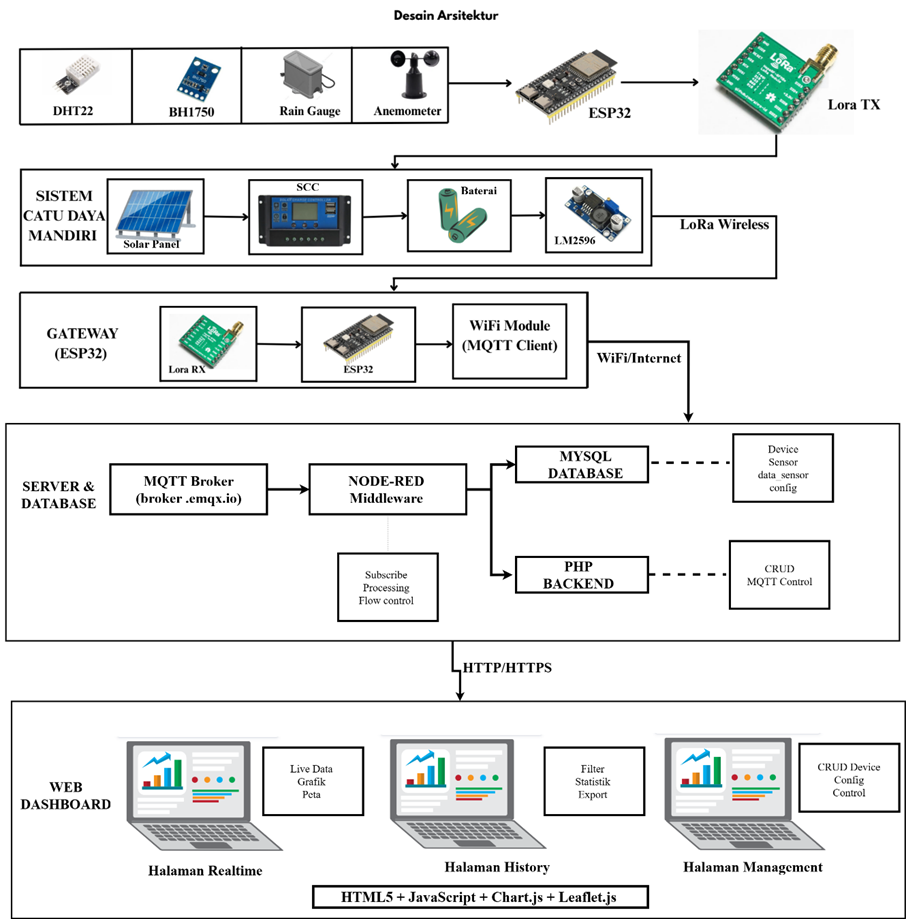 Desain Arsitektur
DHT22
BH1750
Rain Gauge
Anemometer
ESP32
LoRa
Lora TX
SISTEM
CATU DAYA
MANDIRI
Solar Panel
SCC
Baterai
LM2596
LoRa Wireless
GATEWAY
(ESP32)
Lora RX
ESP32
WiFi Module
(MQTT Client)
WiFi/Internet
SERVER &
DATABASE
MQTT Broker
(broker .emqx.io)
NODE-RED
Middleware
Subscribe
Processing
Flow control
MYSQL
DATABASE
Device
Sensor
data_sensor
config
PHP
BACKEND
CRUD
MQTT Control
HTTP/HTTPS
WEB
DASHBOARD
Live Data
Grafik
Peta
Halaman Realtime
Filter
Statistik
Export
Halaman History
CRUD Device
Config
Control
Halaman Management
HTML5 + JavaScript + Chart.js + Leaflet.js